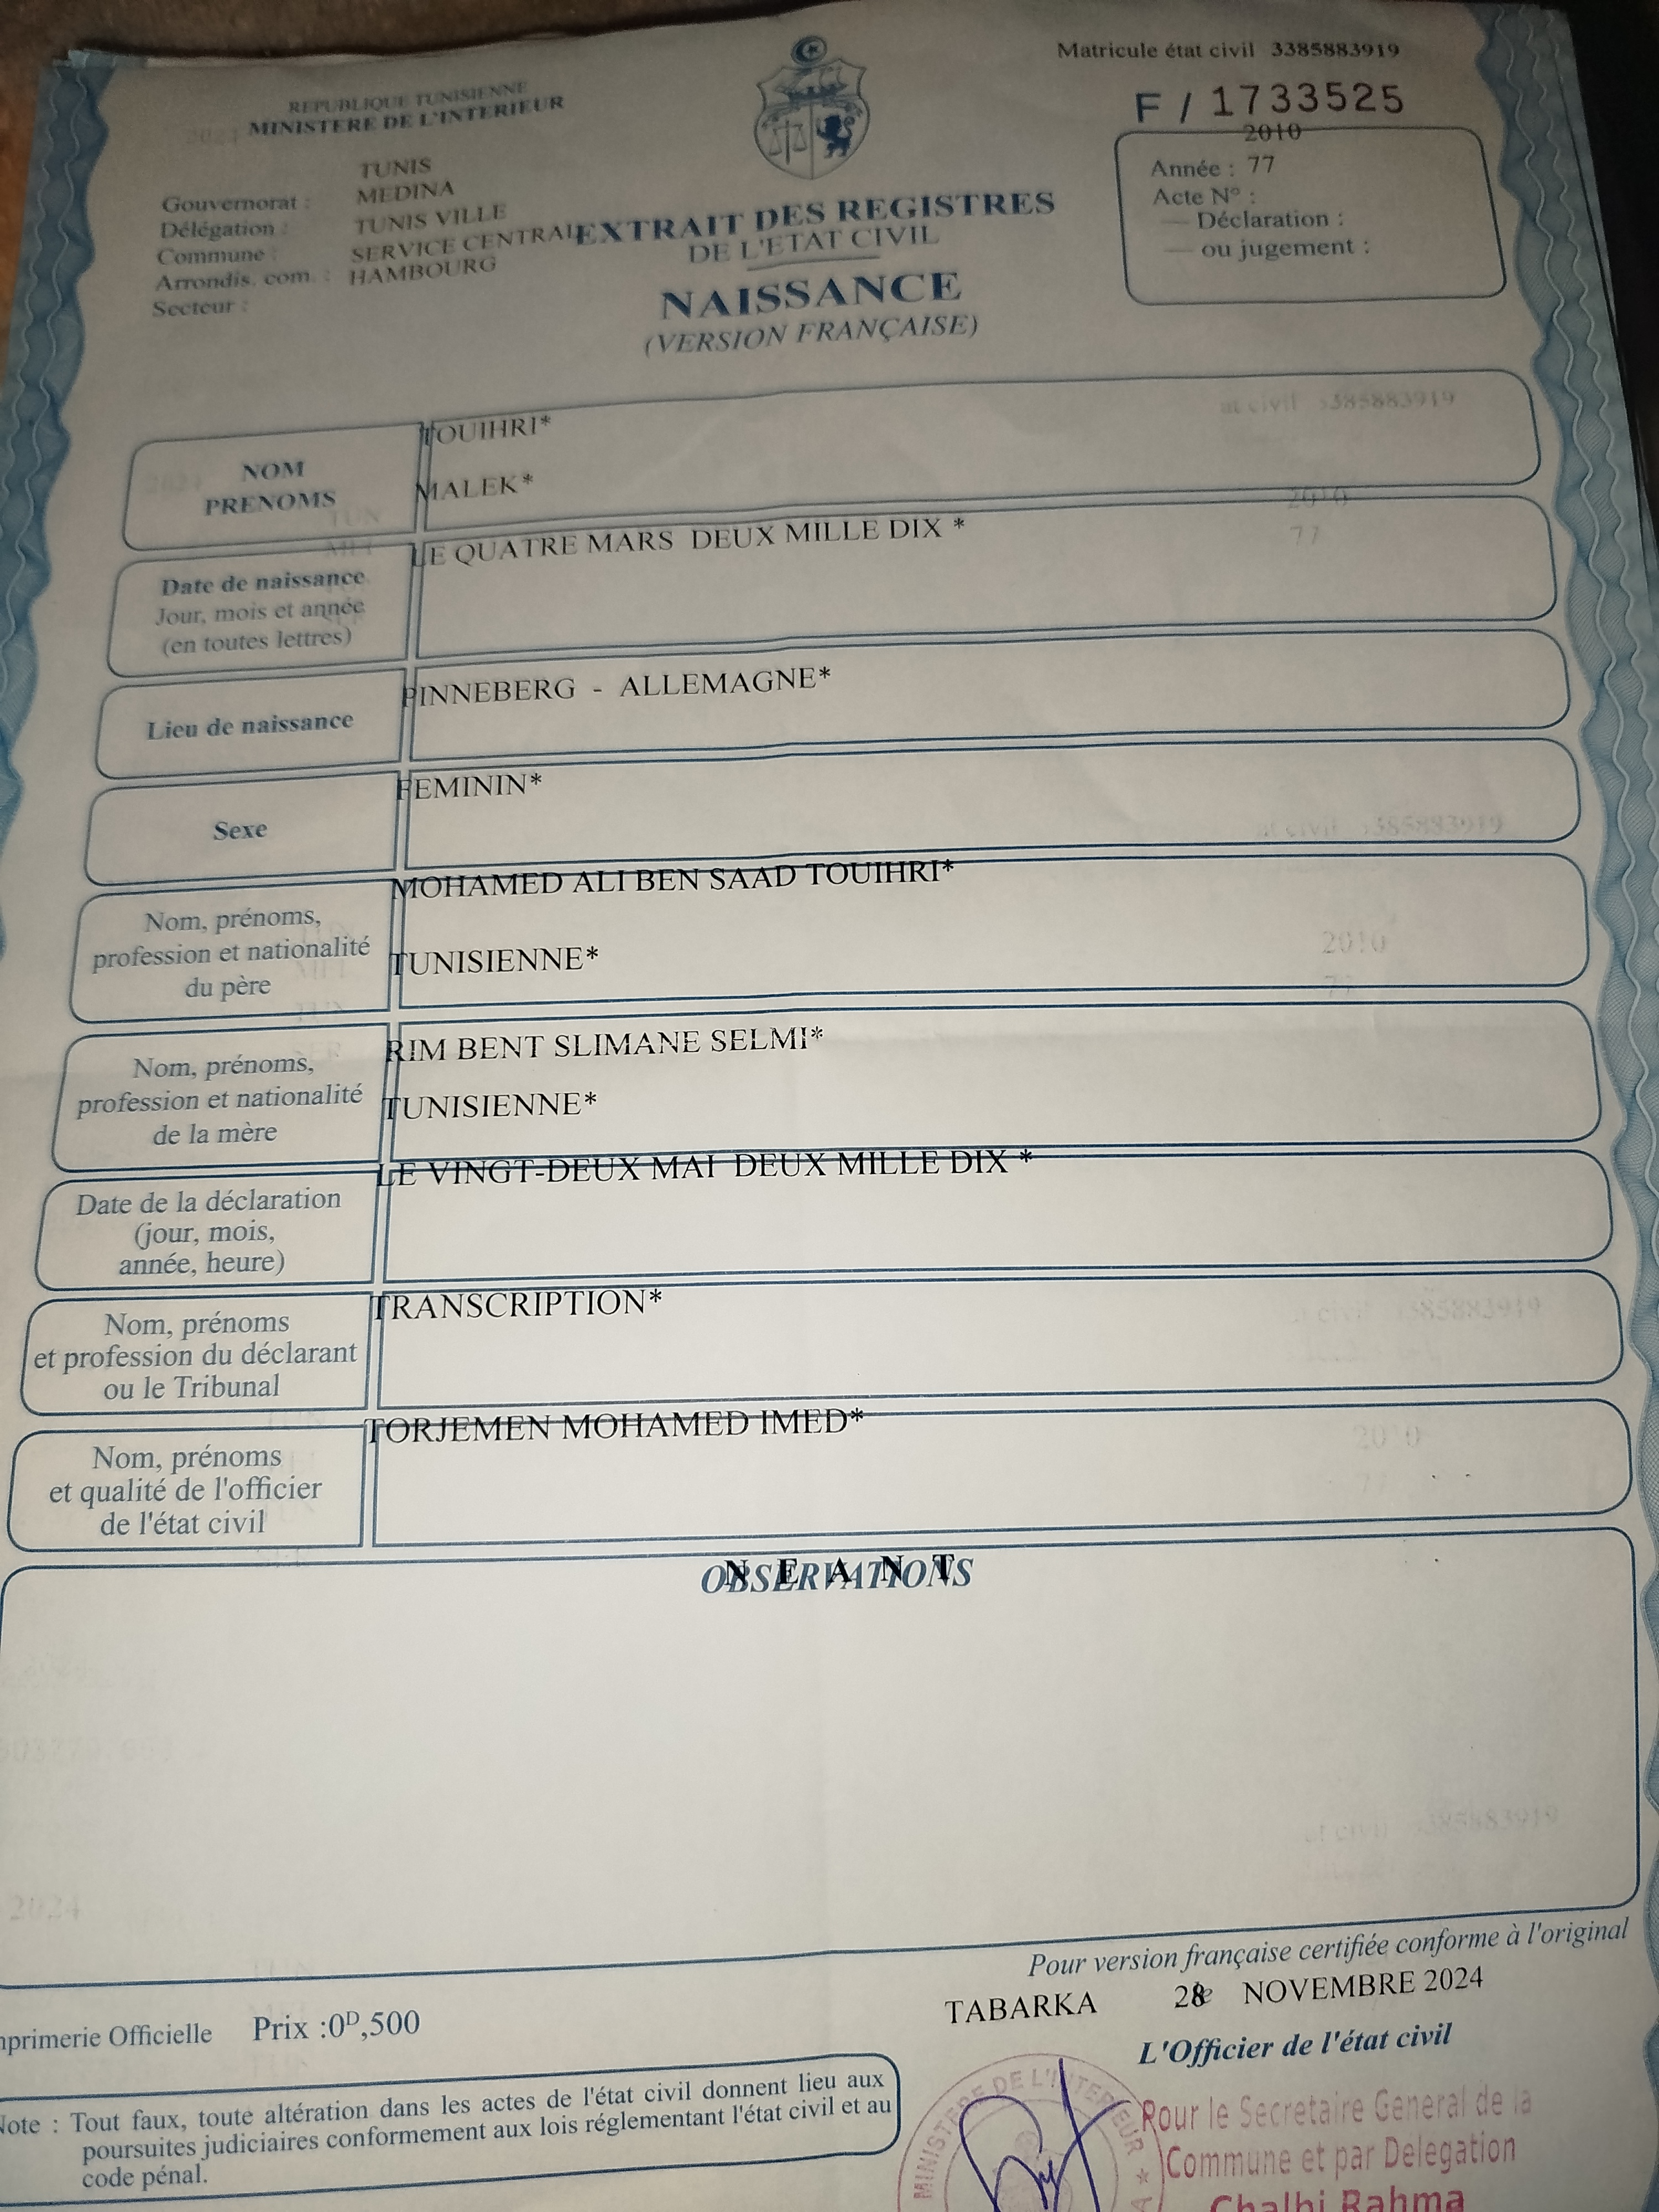 Matricule état civil 3385883919
REPUBLIQUE TUNISIENNE
MINISTERE DE L'INTERIEUR
F / 1733525
2010
Année : 77
Acte N° :
— Déclaration :
— ou jugement :
TUNIS
Gouvernorat : MEDINA
Délégation : TUNIS VILLE
Commune : SERVICE CENTRAL
Arrondis. com. : HAMBOURG
Secteur :
EXTRAIT DES REGISTRES
DE L'ETAT CIVIL
NAISSANCE
(VERSION FRANÇAISE)
NOM
PRENOMS
TOUIHRI*
MALEK*
Date de naissance
Jour, mois et année
(en toutes lettres)
LE QUATRE MARS DEUX MILLE DIX *
Lieu de naissance
PINNEBERG - ALLEMAGNE*
Sexe
FEMININ*
Nom, prénoms,
profession et nationalité
du père
MOHAMED ALI BEN SAAD TOUIHRI*
TUNISIENNE*
Nom, prénoms,
profession et nationalité
de la mère
RIM BENT SLIMANE SELMI*
TUNISIENNE*
Date de la déclaration
(jour, mois,
année, heure)
LE VINGT-DEUX MAI DEUX MILLE DIX *
Nom, prénoms
et profession du déclarant
ou le Tribunal
TRANSCRIPTION*
Nom, prénoms
et qualité de l'officier
de l'état civil
TORJEMEN MOHAMED IMED*
OBSERVATIONS
N E A N T
Pour version française certifiée conforme à l'original
TABARKA le 28 NOVEMBRE 2024
L'Officier de l'état civil
Imprimerie Officielle Prix :0D,500
Note : Tout faux, toute altération dans les actes de l'état civil donnent lieu aux
poursuites judiciaires conformement aux lois réglementant l'état civil et au
code pénal.
MINISTERE DE L'INTERIEUR *
Pour le Secretaire General de la
Commune et par Delegation
Chalbi Rahma